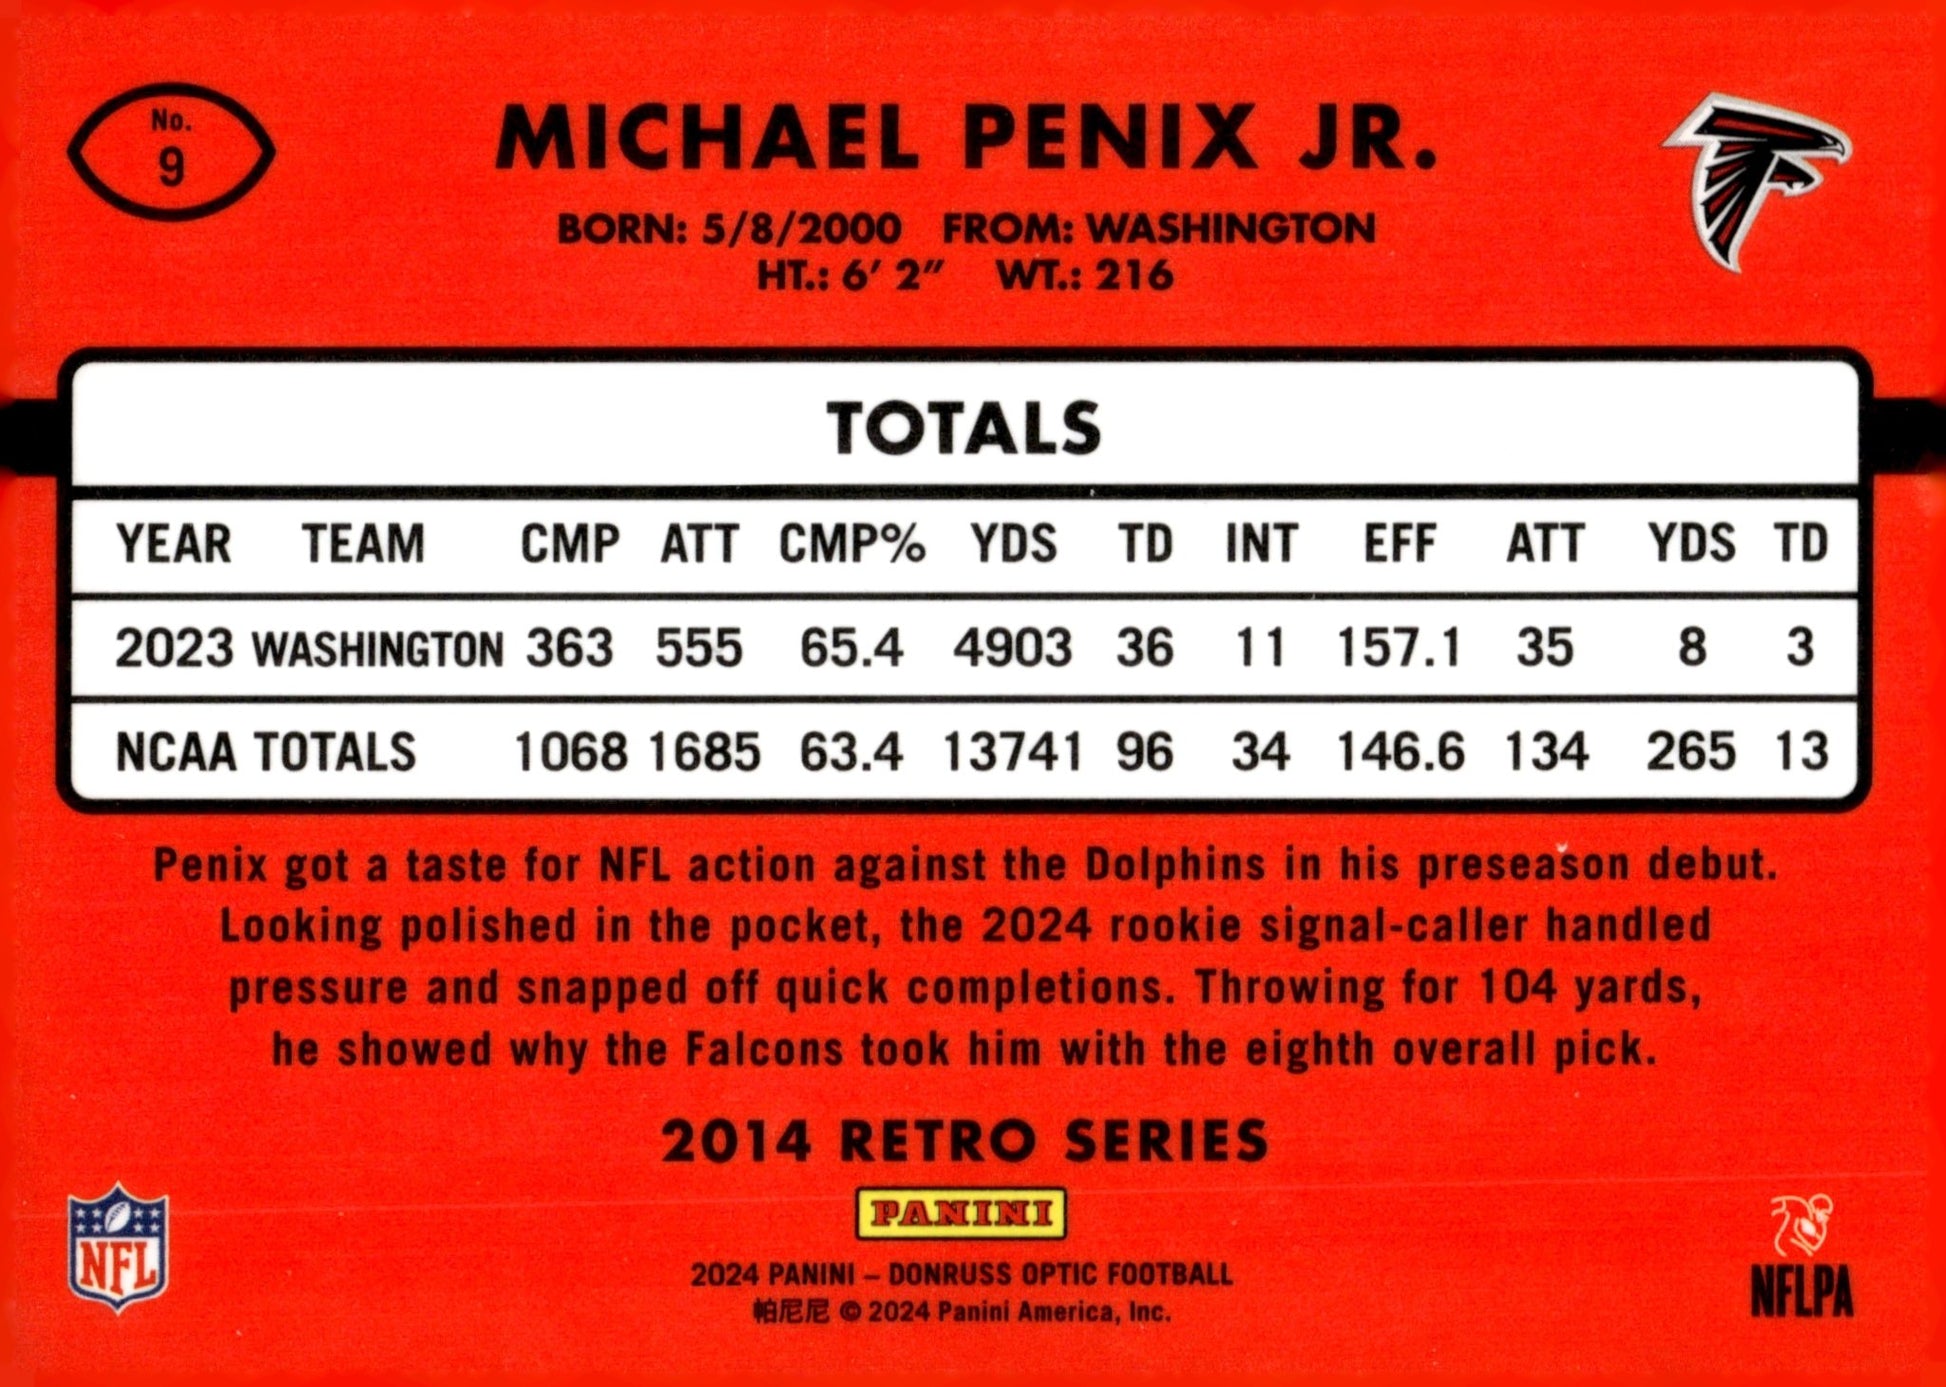 No.
9
MICHAEL PENIX JR.
BORN: 5/8/2000 FROM: WASHINGTON
HT.: 6' 2" WT.: 216
TOTALS
YEAR TEAM CMP ATT CMP% YDS TD INT EFF ATT YDS TD
2023 WASHINGTON 363 555 65.4 4903 36 11 157.1 35 8 3
NCAA TOTALS 1068 1685 63.4 13741 96 34 146.6 134 265 13
Penix got a taste for NFL action against the Dolphins in his preseason debut.
Looking polished in the pocket, the 2024 rookie signal-caller handled
pressure and snapped off quick completions. Throwing for 104 yards,
he showed why the Falcons took him with the eighth overall pick.
2014 RETRO SERIES
PANINI
NFL
2024 PANINI – DONRUSS OPTIC FOOTBALL
帕尼尼 © 2024 Panini America, Inc.
NFLPA